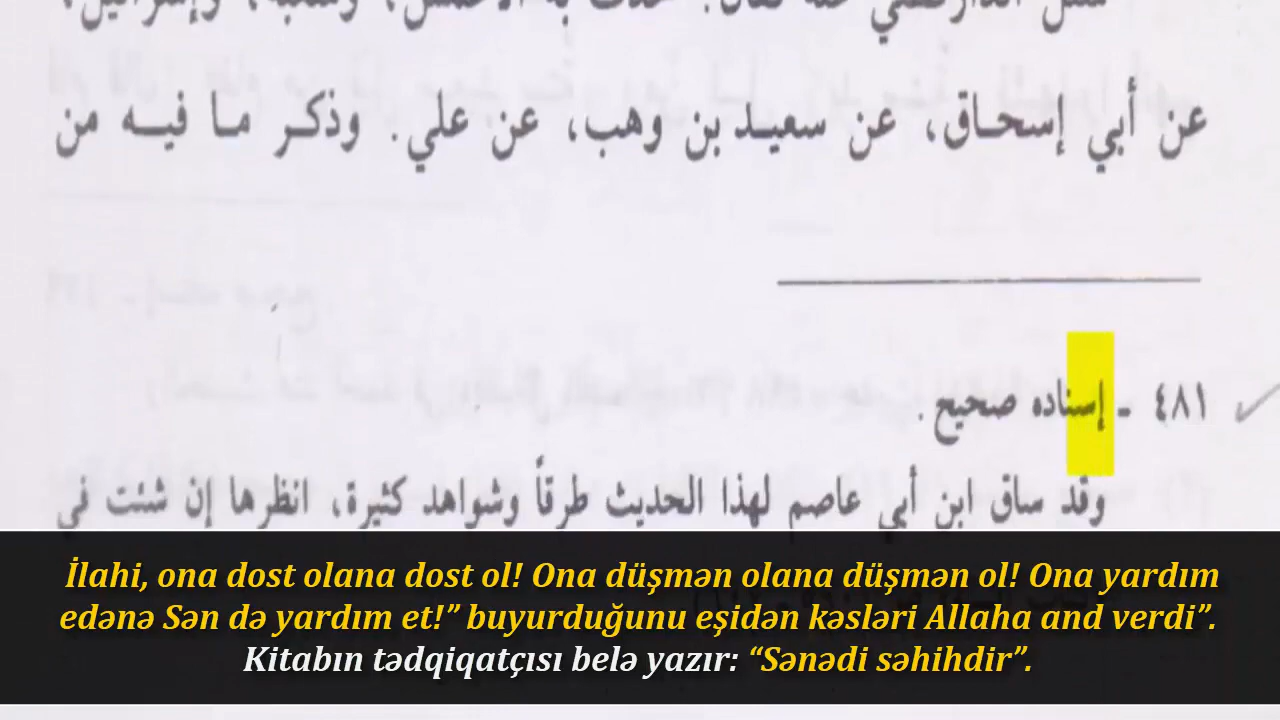 عن أبي إسحاق، عن سعيد بن وهب، عن علي. وذكر ما فيه من
٤٨١ - إسناده صحيح.
وقد ساق ابن أبي عاصم لهذا الحديث طرقاً وشواهد كثيرة، انظرها إن شئت في
İlahi, ona dost olana dost ol! Ona düşmən olana düşmən ol! Ona yardım
edənə Sən də yardım et!” buyurduğunu eşidən kəsləri Allaha and verdi”.
Kitabın tədqiqatçısı belə yazır: “Sənədi səhihdir”.